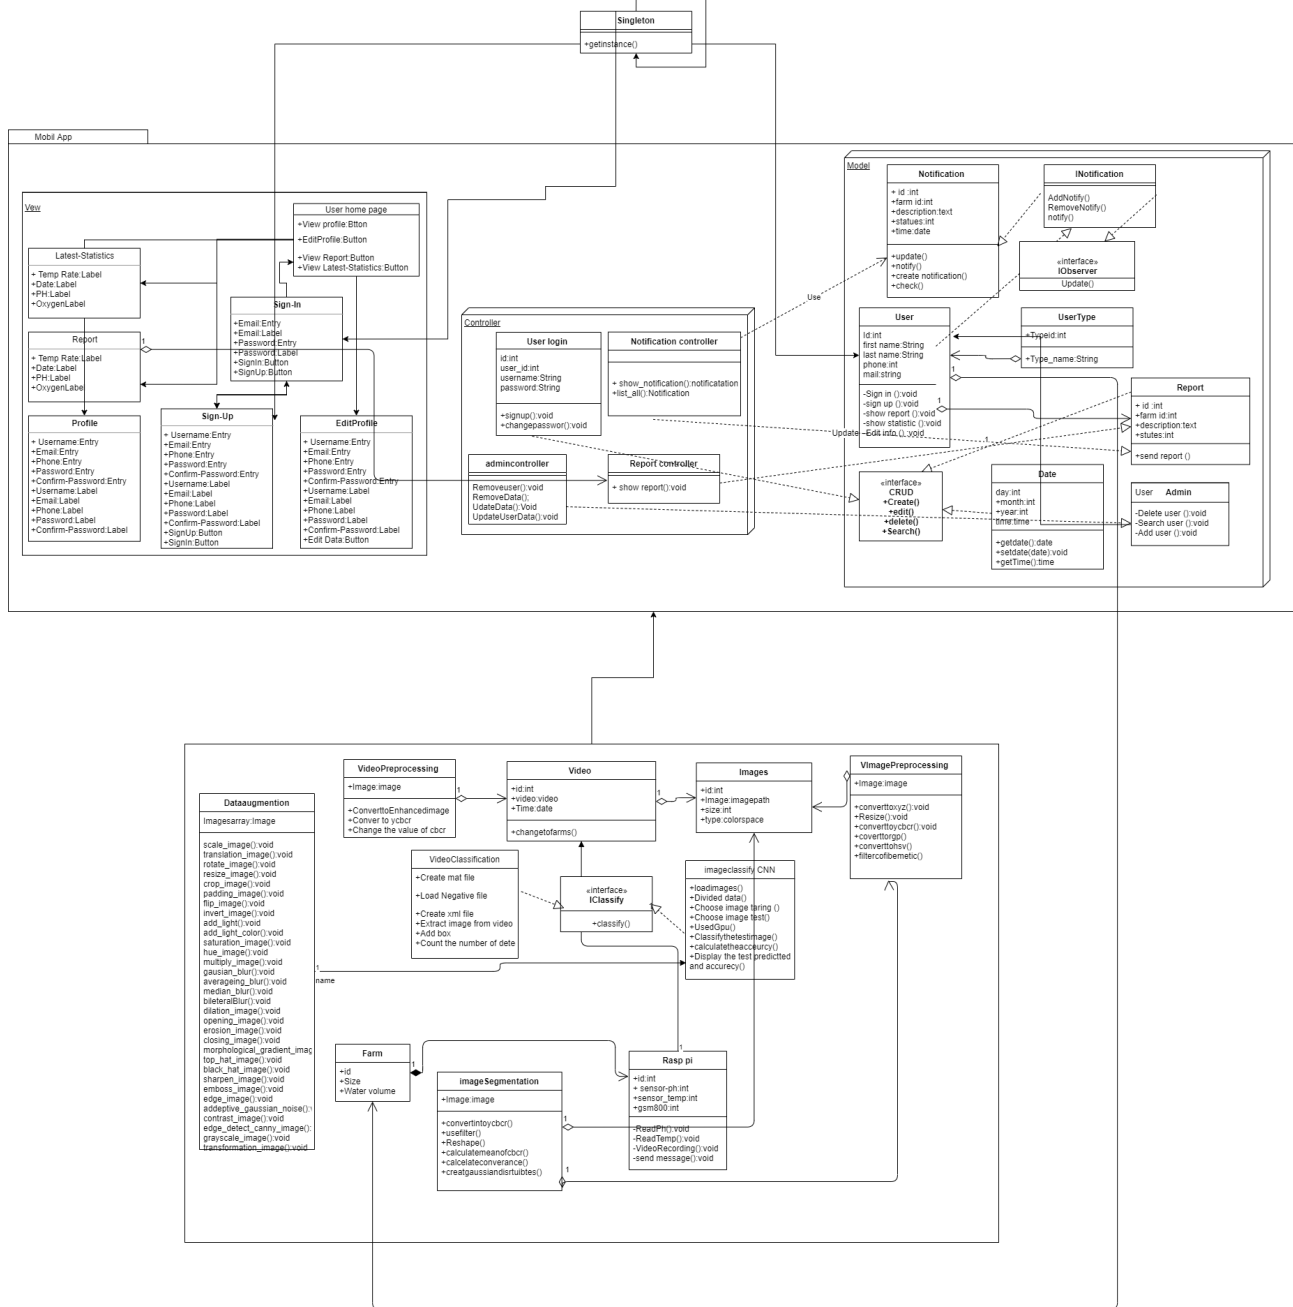 Singleton
+getinstance()
Mobil App
Vew
User home page
+View profile:Btton
+EditProfile:Button
+View Report:Button
+View Latest-Statistics:Button
Latest-Statistics
+ Temp Rate:Label
+Date:Label
+PH:Label
+OxygenLabel
Sign-In
+Email:Entry
+Email:Label
+Password:Entry
+Password:Label
+SignIn:Button
+SignUp:Button
Report
1
+ Temp Rate:Label
+Date:Label
+PH:Label
+OxygenLabel
Profile
+ Username:Entry
+Email:Entry
+Phone:Entry
+Password:Entry
+Confirm-Password:Entry
+Username:Label
+Email:Label
+Phone:Label
+Password:Label
+Confirm-Password:Label
Sign-Up
+ Username:Entry
+Email:Entry
+Phone:Entry
+Password:Entry
+Confirm-Password:Entry
+Username:Label
+Email:Label
+Phone:Label
+Password:Label
+Confirm-Password:Label
+SignUp:Button
+SignIn:Button
EditProfile
+ Username:Entry
+Email:Entry
+Phone:Entry
+Password:Entry
+Confirm-Password:Entry
+Username:Label
+Email:Label
+Phone:Label
+Password:Label
+Confirm-Password:Label
+Edit Data:Button
Controller
User login
id:int
user_id:int
username:String
password:String
+signup():void
+changepasswor():void
Notification controller
+ show_notification():notificatation
+list_all():Notification
admincontroller
Removeuser():void
RemoveData();
UdateData():Void
UpdateUserData():void
Report controller
+ show report():void
Use
Update
1
Model
Notification
+ id :int
+farm id:int
+description:text
+statues:int
+time:date
+update()
+notify()
+create notification()
+check()
INotification
AddNotify()
RemoveNotify()
notify()
«interface»
IObserver
Update()
User
Id:int
first name:String
last name:String
phone:int
mail:string
-Sign in ():void
-sign up ():void
-show report ():void
-show statistic ():void
-Edit info ():void
1
1
UserType
+Typeid:int
+Type_name:String
Report
+ id :int
+farm id:int
+description:text
+stutes:int
+send report ()
«interface»
CRUD
+Create()
+edit()
+delete()
+Search()
Date
day:int
+month:int
+year:int
time:time
+getdate():date
+setdate(date):void
+getTime():time
User Admin
-Delete user ():void
-Search user ():void
-Add user ():void
VideoPreprocessing
+Image:image
+ConverttoEnhancedimage
+Conver to ycbcr
+Change the value of cbcr
1
Video
+id:int
+video:video
+Time:date
+changetofarms()
1
Images
+id:int
+Image:imagepath
+size:int
+type:colorspace
VImagePreprocessing
+Image:image
+converttoxyz():void
+Resize():void
+converttoycbcr():void
+coverttorgp()
+converttohsv()
+filtercofibemetic()
1
Dataaugmention
Imagesarray:Image
scale_image():void
translation_image():void
rotate_image():void
resize_image():void
crop_image():void
padding_image():void
flip_image():void
invert_image():void
add_light():void
add_light_color():void
saturation_image():void
hue_image():void
multiply_image():void
gausian_blur():void
averageing_blur():void
median_blur():void
bileteralBlur():void
dilation_image():void
opening_image():void
erosion_image():void
closing_image():void
morphological_gradient_imag
top_hat_image():void
black_hat_image():void
sharpen_image():void
emboss_image():void
edge_image():void
addeptive_gaussian_noise():
contrast_image():void
edge_detect_canny_image():
grayscale_image():void
transformation_image():void
1
name
VideoClassification
+Create mat file
+Load Negative file
+Create xml file
+Extract image from video
+Add box
+Count the number of dete
«interface»
IClassify
+classify()
imageclassify CNN
+loadimages()
+Divided data()
+Choose image taring ()
+Choose image test()
+UsedGpu()
+Classifythetestimage()
+calculatetheacceurcy()
+Display the test predictted
and accurecy()
1
Farm
+id
+Size
+Water volume
1
imageSegmentation
+Image:image
+convertintoycbcr()
+usefilter()
+Reshape()
+calculatemeanofcbcr()
+calcelateconverance()
+creatgaussiandisrtuibtes()
1
1
1
Rasp pi
+id:int
+ sensor-ph:int
+sensor_temp:int
+gsm800:int
-ReadPh():void
-ReadTemp():void
-VideoRecording():void
-send message():void